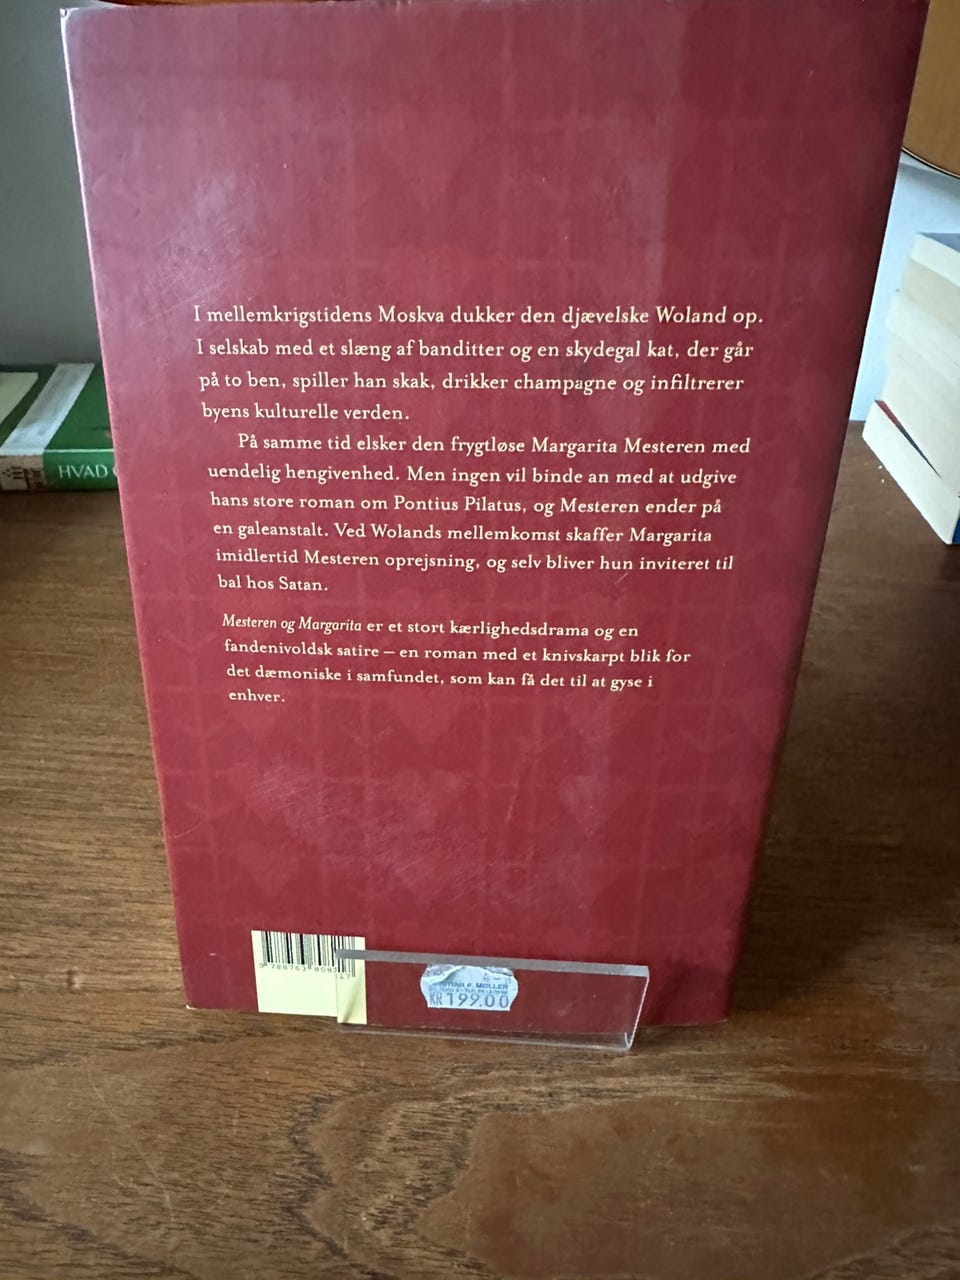 I mellemkrigstidens Moskva dukker den djævelske Woland op.
I selskab med et slæng af banditter og en skydegal kat, der går
på to ben, spiller han skak, drikker champagne og infiltrerer
byens kulturelle verden.
På samme tid elsker den frygtløse Margarita Mesteren med
uendelig hengivenhed. Men ingen vil binde an med at udgive
hans store roman om Pontius Pilatus, og Mesteren ender på
en galeanstalt. Ved Wolands mellemkomst skaffer Margarita
imidlertid Mesteren oprejsning, og selv bliver hun inviteret til
bal hos Satan.
Mesteren og Margarita er et stort kærlighedsdrama og en
fandenivoldsk satire – en roman med et knivskarpt blik for
det dæmoniske i samfundet, som kan få det til at gyse i
enhver.
HVAD
MØLLER
KR 199.00